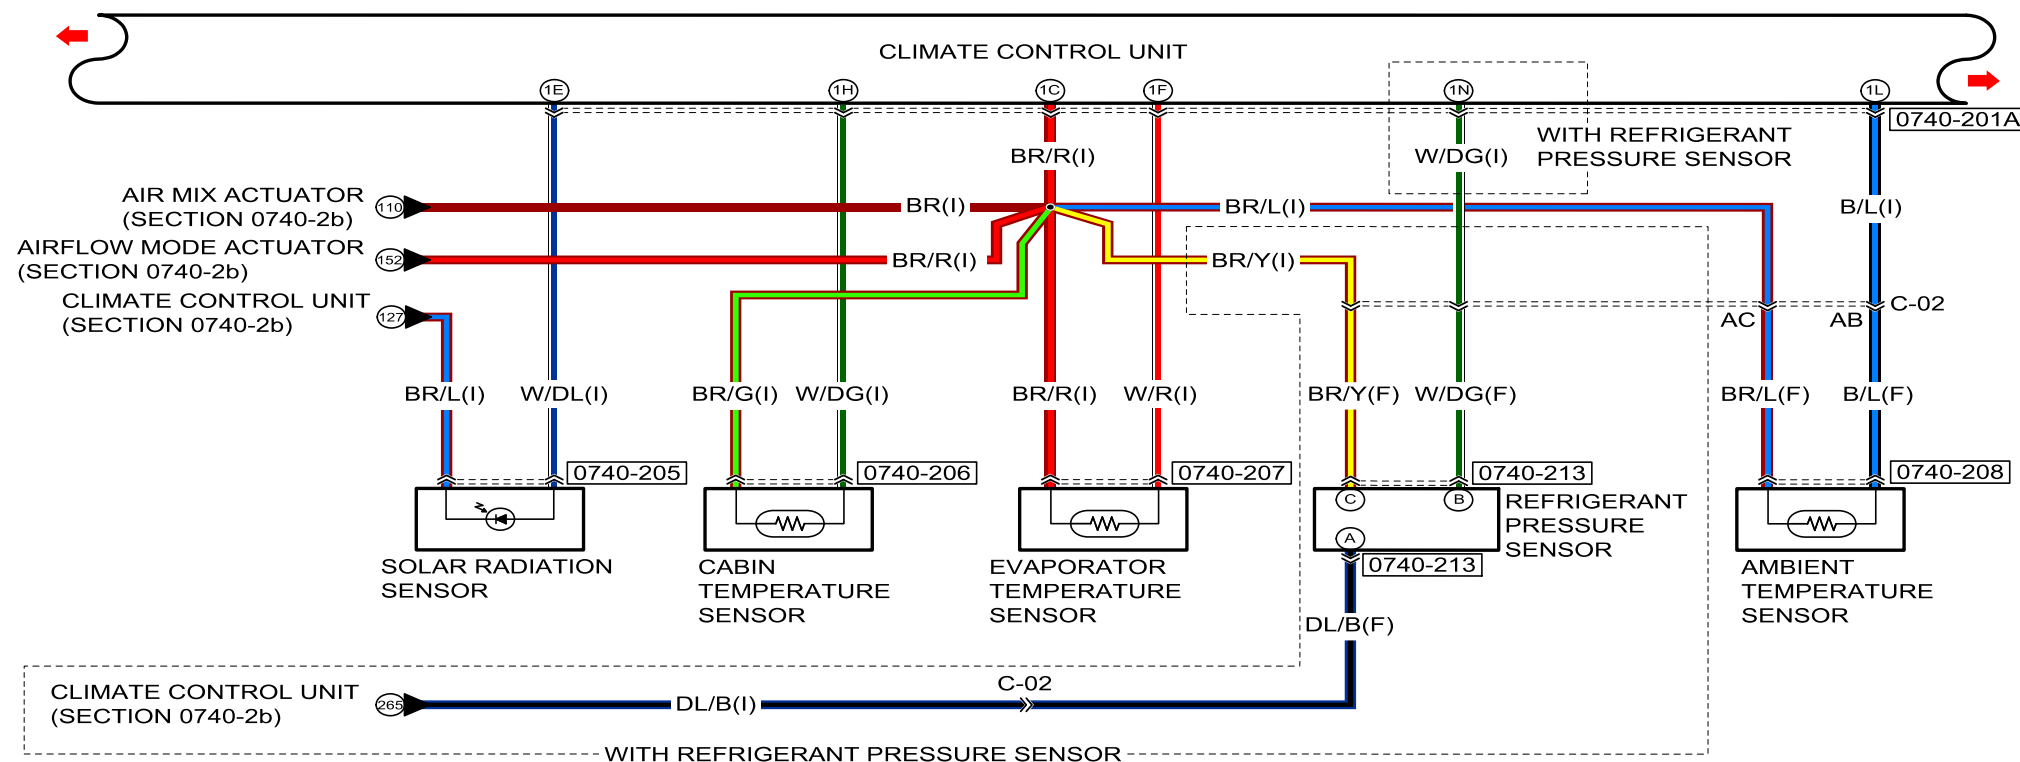 CLIMATE CONTROL UNIT
1E
1H
1C
1F
1N
1L
0740-201A
WITH REFRIGERANT
PRESSURE SENSOR
BR/R(I)
W/DG(I)
AIR MIX ACTUATOR
(SECTION 0740-2b)
110
BR(I)
BR/L(I)
B/L(I)
AIRFLOW MODE ACTUATOR
(SECTION 0740-2b)
152
BR/R(I)
BR/Y(I)
CLIMATE CONTROL UNIT
(SECTION 0740-2b)
127
C-02
AC
AB
BR/L(I)
W/DL(I)
BR/G(I)
W/DG(I)
BR/R(I)
W/R(I)
BR/Y(F)
W/DG(F)
BR/L(F)
B/L(F)
0740-205
0740-206
0740-207
0740-213
0740-208
C
B
A
REFRIGERANT
PRESSURE
SENSOR
0740-213
SOLAR RADIATION
SENSOR
CABIN
TEMPERATURE
SENSOR
EVAPORATOR
TEMPERATURE
SENSOR
AMBIENT
TEMPERATURE
SENSOR
DL/B(F)
CLIMATE CONTROL UNIT
(SECTION 0740-2b)
265
DL/B(I)
C-02
WITH REFRIGERANT PRESSURE SENSOR